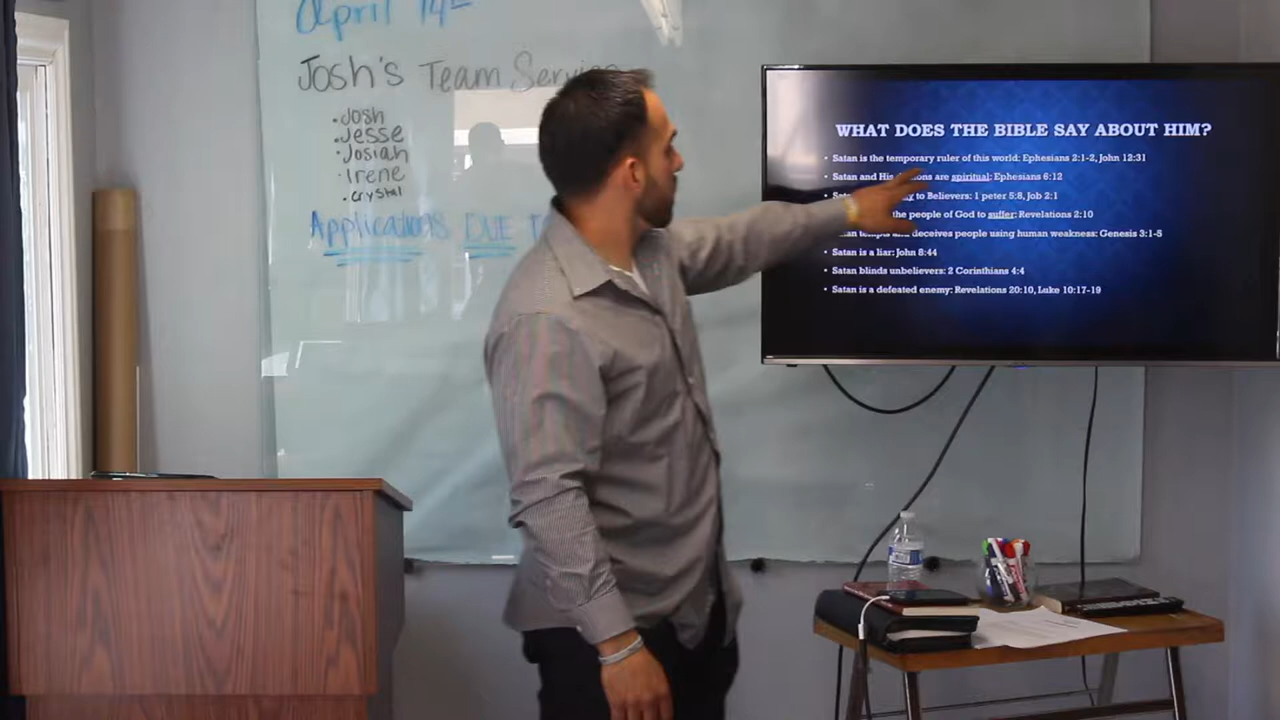 April 14th
Josh's Team Service
• Josh
• Jesse
• Josiah
• Irene
• Crystal
Applications DUE
WHAT DOES THE BIBLE SAY ABOUT HIM?
• Satan is the temporary ruler of this world: Ephesians 2:1-2, John 12:31
• Satan and His are spiritual: Ephesians 6:12
to Believers: 1 peter 5:8, Job 2:1
the people of God to suffer: Revelations 2:10
deceives people using human weakness: Genesis 3:1-5
• Satan is a liar: John 8:44
• Satan blinds unbelievers: 2 Corinthians 4:4
• Satan is a defeated enemy: Revelations 20:10, Luke 10:17-19